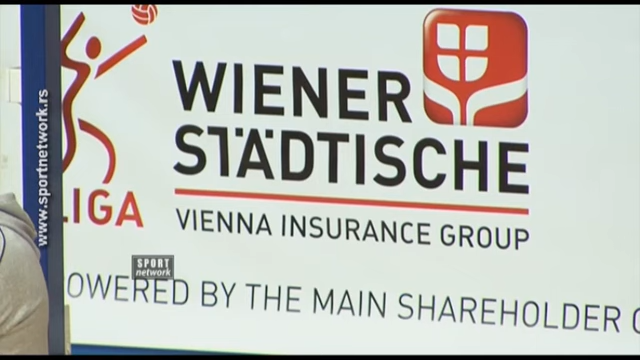 www.sportnetwork.rs
LIGA
WIENER
STÄDTISCHE
VIENNA INSURANCE GROUP
SPORT
network
OWERED BY THE MAIN SHAREHOLDER